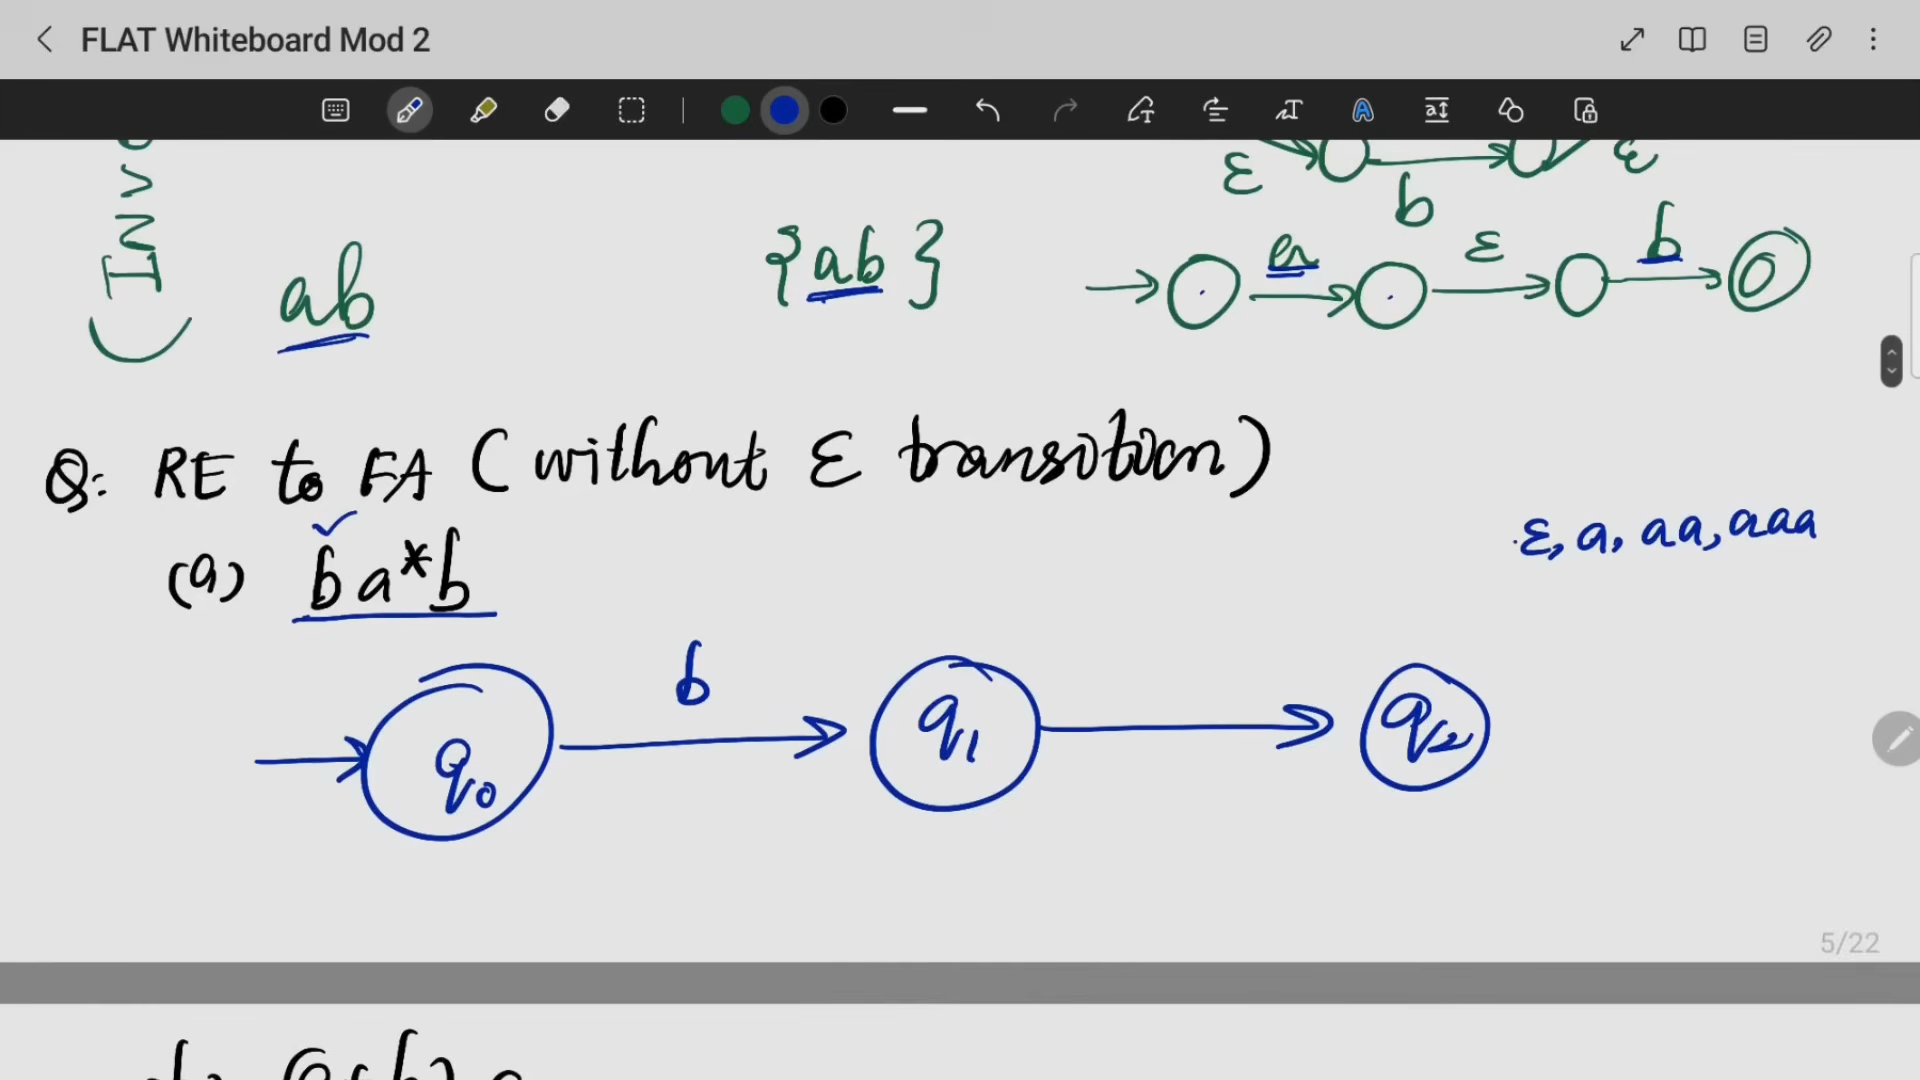 FLAT Whiteboard Mod 2
ε b ε
ab {ab} a ε b
Q: RE to FA (without ε transition)
ε, a, aa, aaa
(a) ba*b
b
q0 q1 q2
5/22